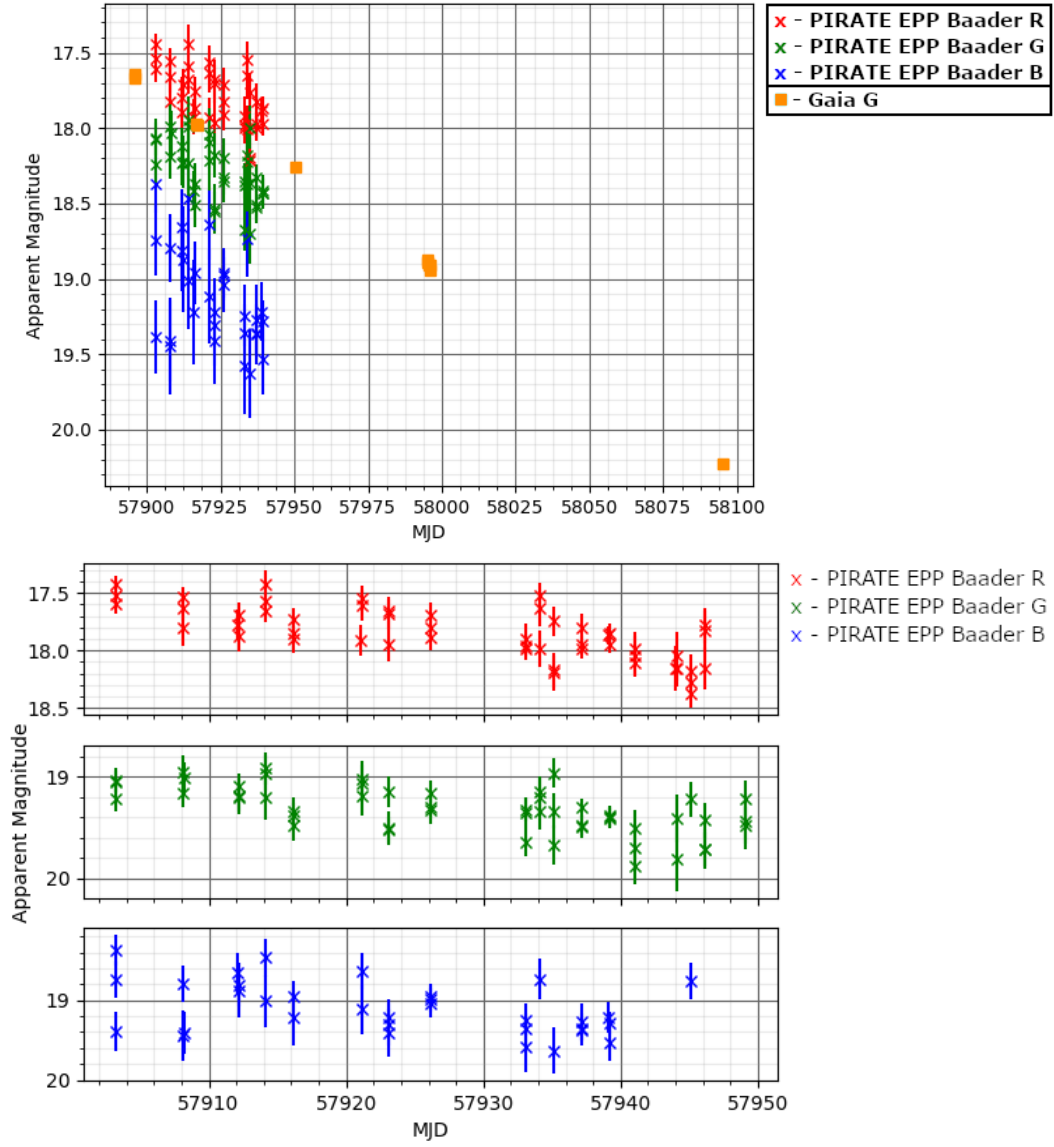 17.5
18.0
18.5
19.0
19.5
20.0
Apparent Magnitude
57900 57925 57950 57975 58000 58025 58050 58075 58100
MJD
x - PIRATE EPP Baader R
x - PIRATE EPP Baader G
x - PIRATE EPP Baader B
- Gaia G
17.5
18.0
18.5
x - PIRATE EPP Baader R
x - PIRATE EPP Baader G
x - PIRATE EPP Baader B
Apparent Magnitude
19
20
19
20
57910 57920 57930 57940 57950
MJD